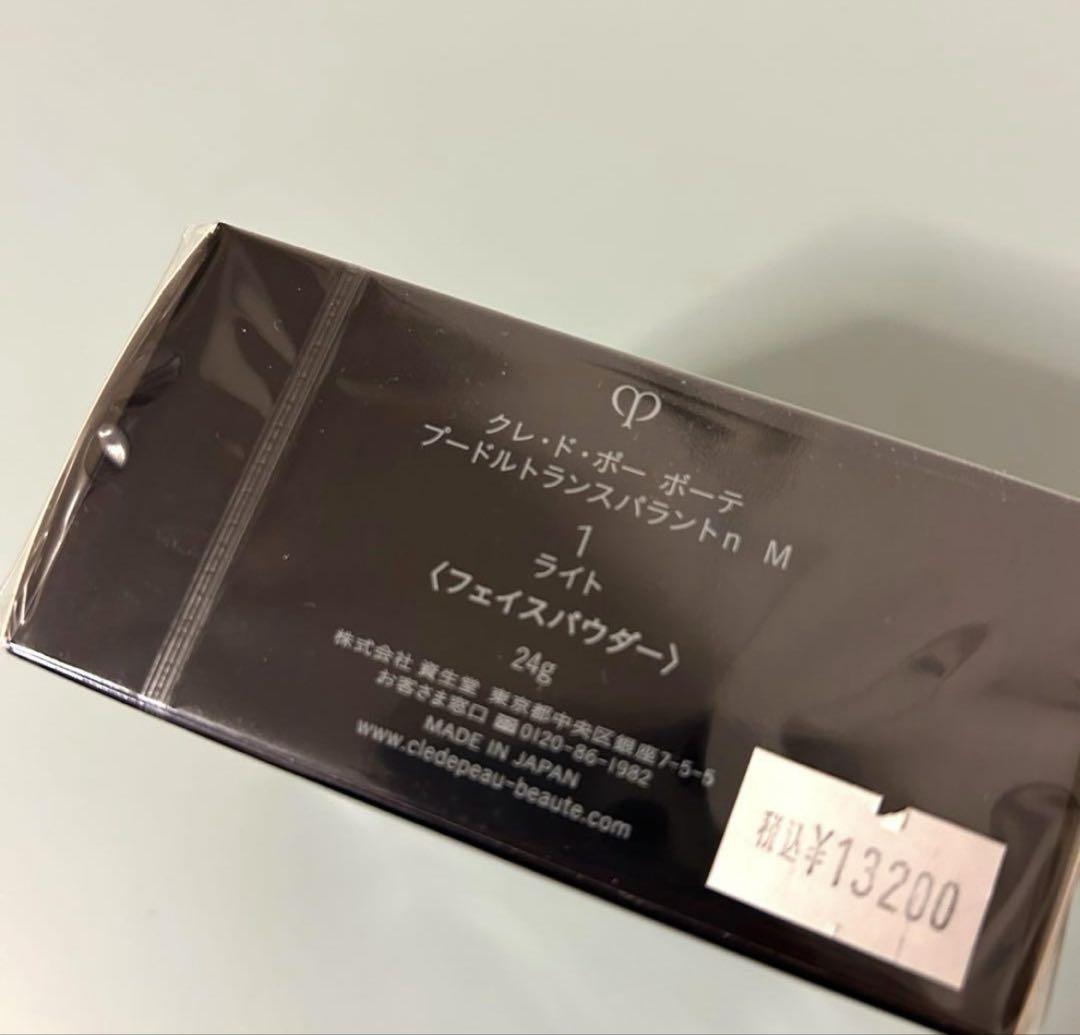 クレ・ド・ポー ボーテ
プードルトランスパラントn M
1
ライト
〈フェイスパウダー〉
24g
株式会社 資生堂 東京都中央区銀座7-5-5
お客さま窓口 0120-86-1982
MADE IN JAPAN
www.cledepeau-beaute.com
税込¥13200